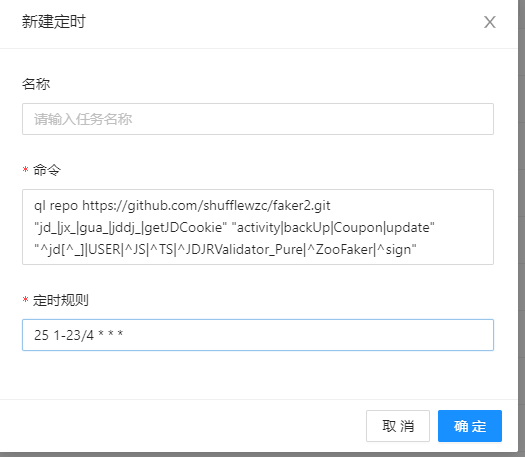 新建定时
名称
请输入任务名称
* 命令
ql repo https://github.com/shufflewzc/faker2.git
"jd_|jx_|gua_|jddj_|getJDCookie" "activity|backUp|Coupon|update"
"^jd[^_]|USER|^JS|^TS|^JDJRValidator_Pure|^ZooFaker|^sign"
* 定时规则
25 1-23/4 * * *
取 消 确 定